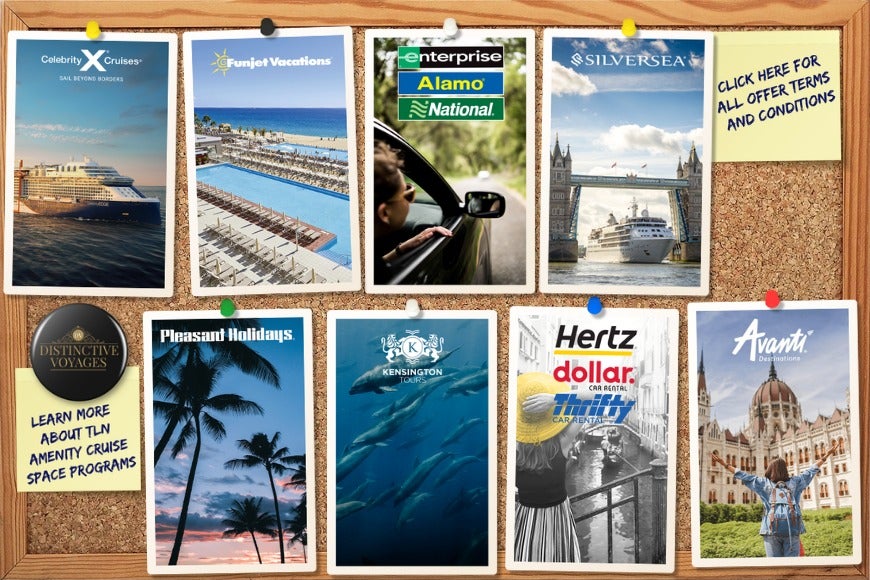 Celebrity X Cruises®
SAIL BEYOND BORDERS
Funjet Vacations®
enterprise
Alamo®
National®
SILVERSEA
CLICK HERE FOR
ALL OFFER TERMS
AND CONDITIONS
DISTINCTIVE
VOYAGES
LEARN MORE
ABOUT TLN
AMENITY CRUISE
SPACE PROGRAMS
Pleasant Holidays®
K
KENSINGTON
TOURS
Hertz
dollar.
CAR RENTAL
Thrifty
CAR RENTAL
Avanti
Destinations